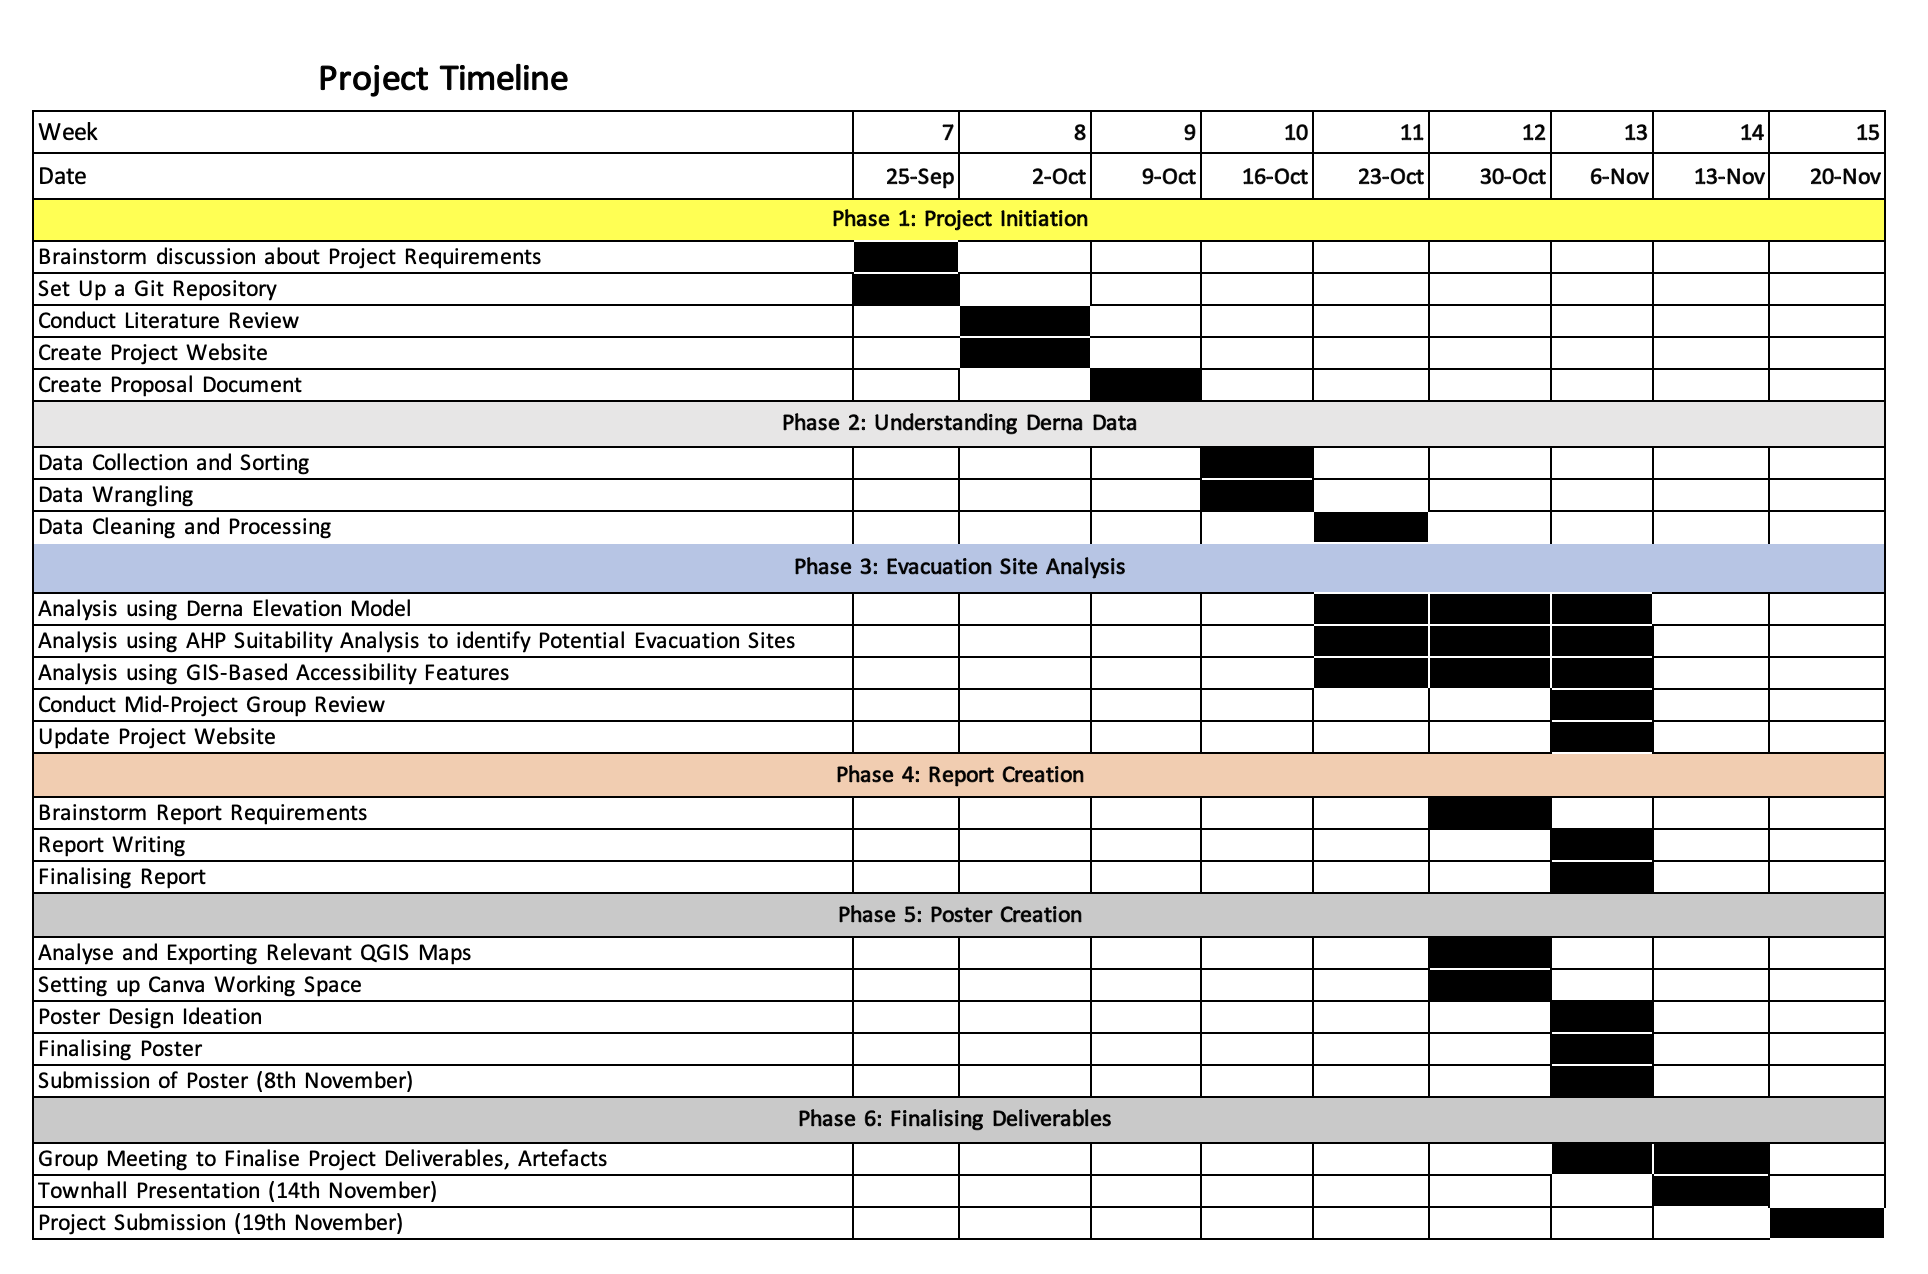 Project Timeline
Week 7 8 9 10 11 12 13 14 15
Date 25-Sep 2-Oct 9-Oct 16-Oct 23-Oct 30-Oct 6-Nov 13-Nov 20-Nov
Phase 1: Project Initiation
Brainstorm discussion about Project Requirements
Set Up a Git Repository
Conduct Literature Review
Create Project Website
Create Proposal Document
Phase 2: Understanding Derna Data
Data Collection and Sorting
Data Wrangling
Data Cleaning and Processing
Phase 3: Evacuation Site Analysis
Analysis using Derna Elevation Model
Analysis using AHP Suitability Analysis to identify Potential Evacuation Sites
Analysis using GIS-Based Accessibility Features
Conduct Mid-Project Group Review
Update Project Website
Phase 4: Report Creation
Brainstorm Report Requirements
Report Writing
Finalising Report
Phase 5: Poster Creation
Analyse and Exporting Relevant QGIS Maps
Setting up Canva Working Space
Poster Design Ideation
Finalising Poster
Submission of Poster (8th November)
Phase 6: Finalising Deliverables
Group Meeting to Finalise Project Deliverables, Artefacts
Townhall Presentation (14th November)
Project Submission (19th November)